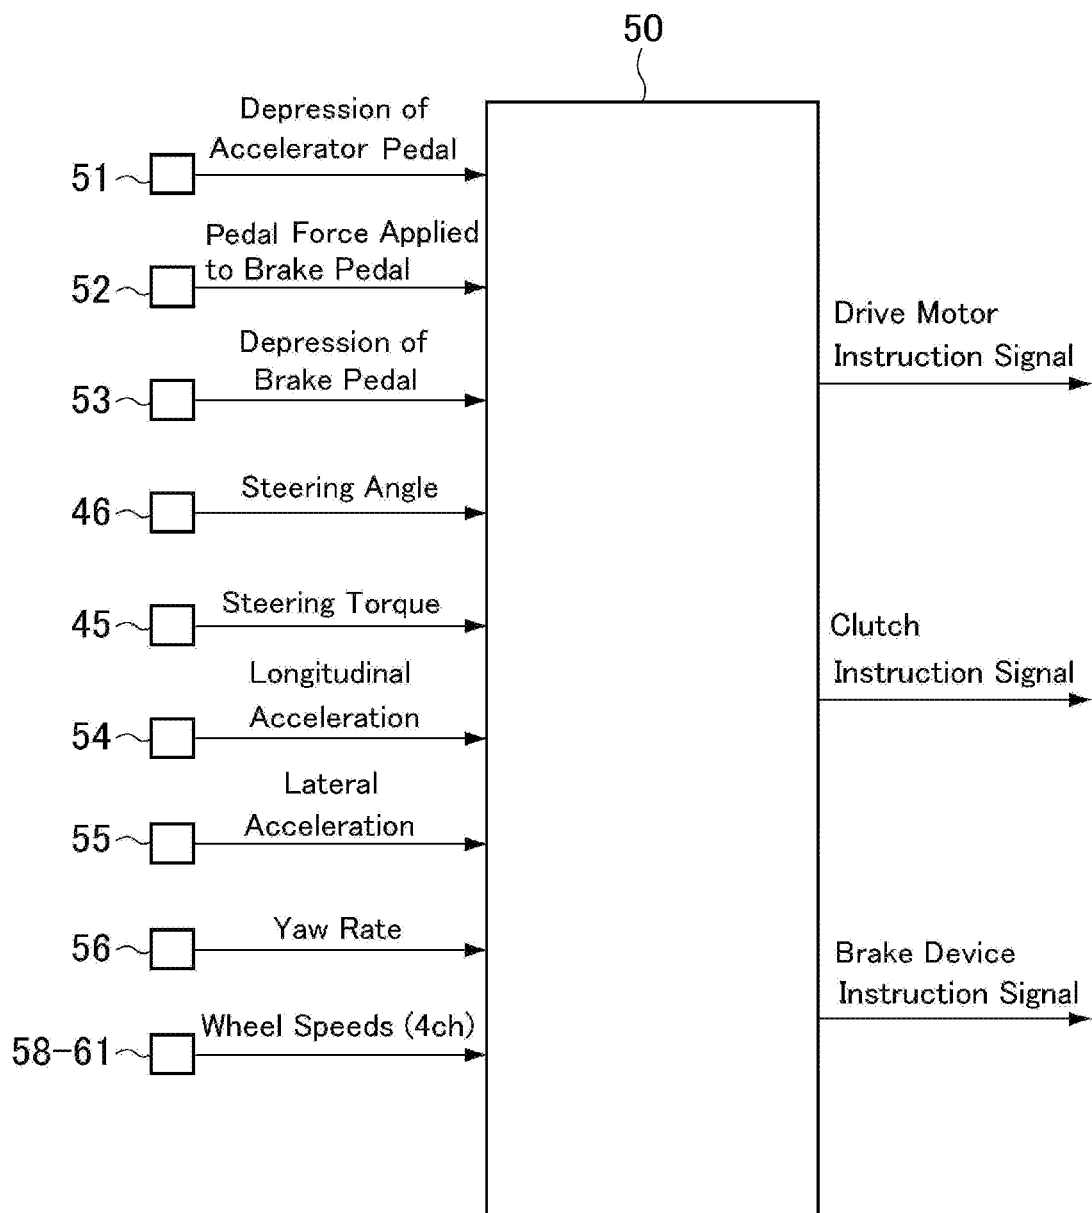 50
Depression of
Accelerator Pedal
51
Pedal Force Applied
to Brake Pedal
52
Depression of
Brake Pedal
53
Steering Angle
46
Steering Torque
45
Longitudinal
Acceleration
54
Lateral
Acceleration
55
Yaw Rate
56
Wheel Speeds (4ch)
58-61
Drive Motor
Instruction Signal
Clutch
Instruction Signal
Brake Device
Instruction Signal